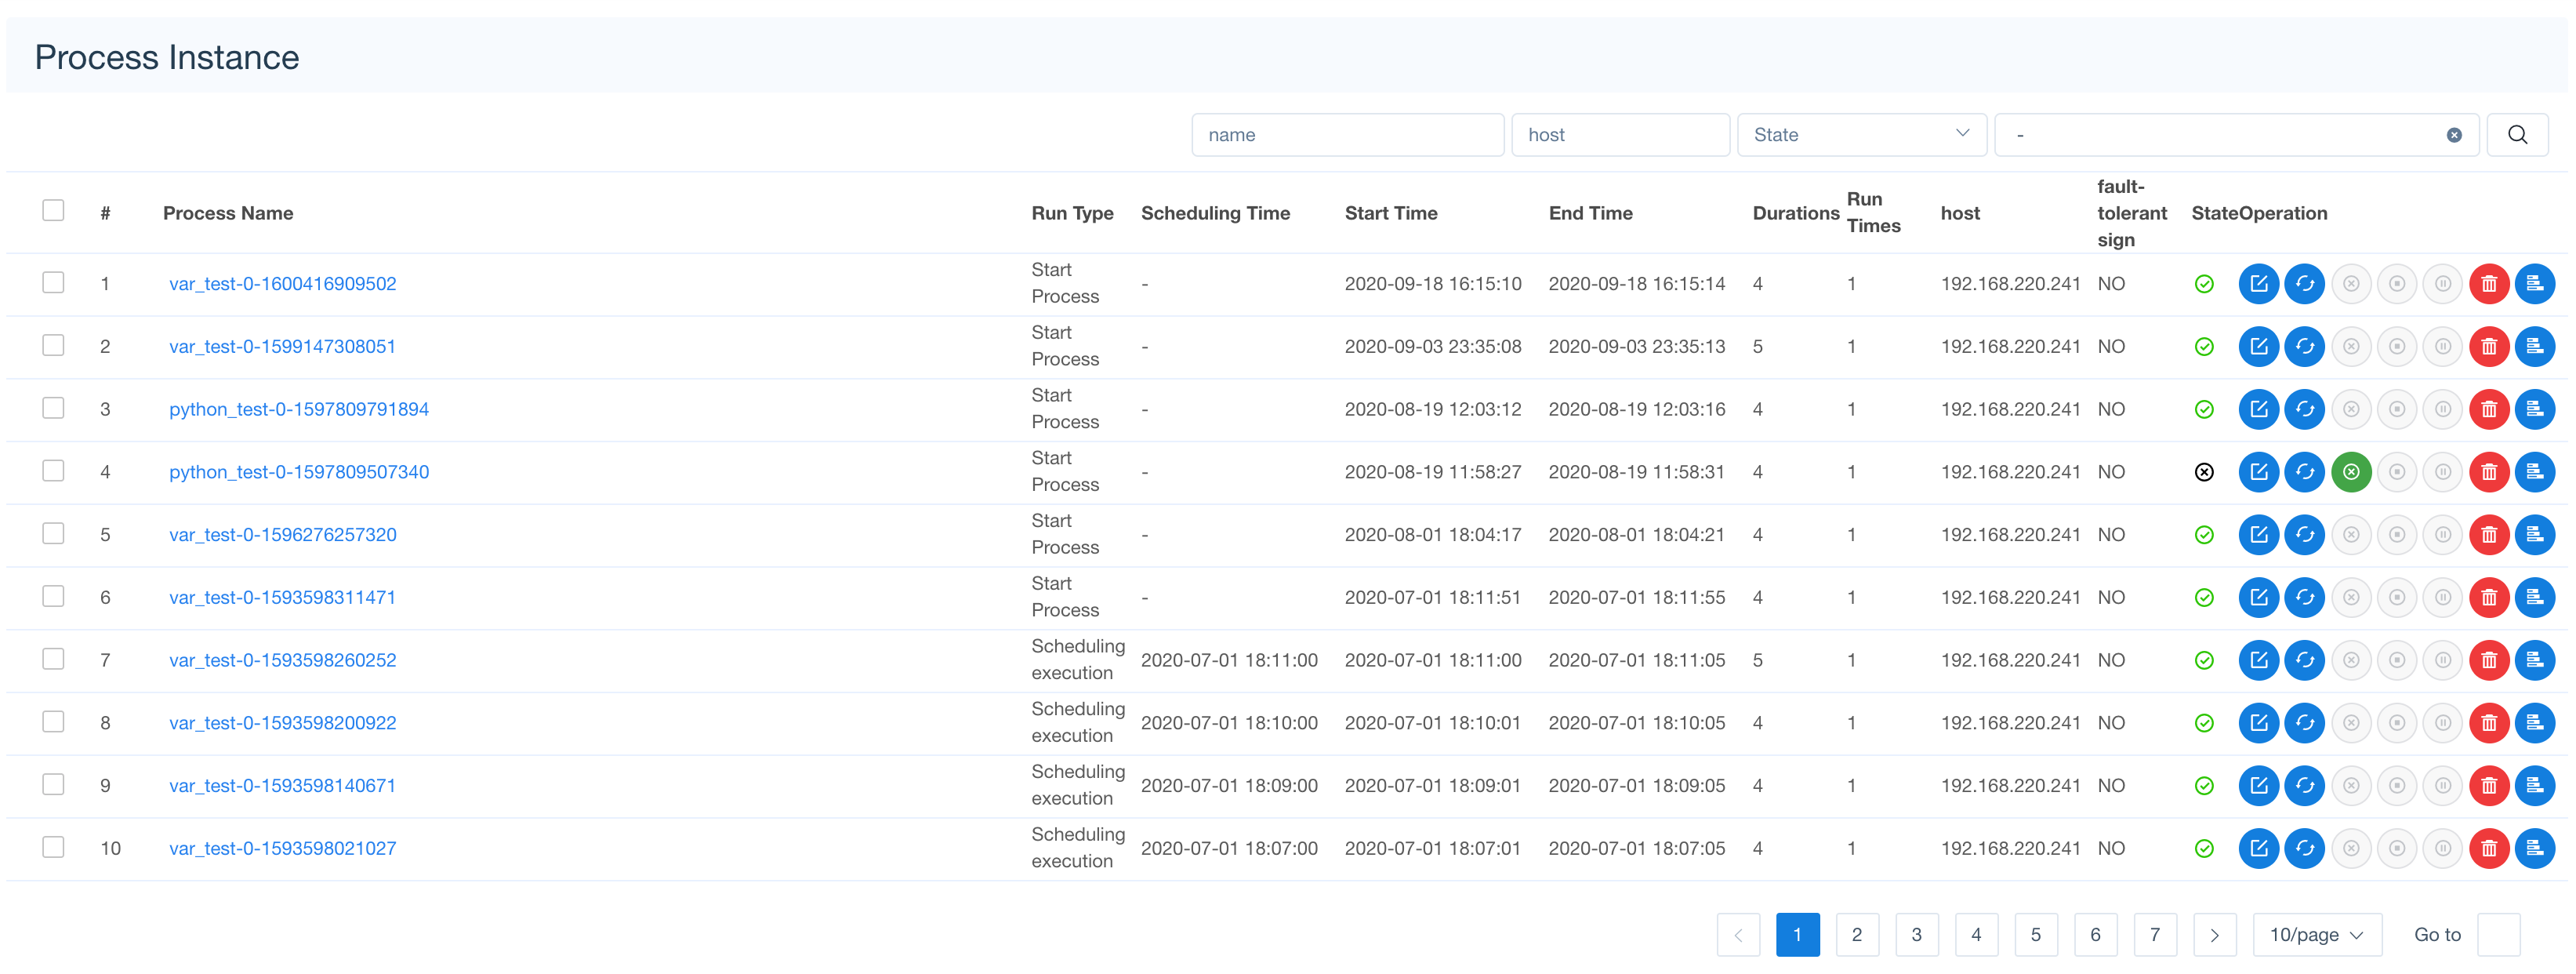 Process Instance
name host State -
# Process Name Run Type Scheduling Time Start Time End Time Durations Run Times host fault-tolerant sign State Operation
1 var_test-0-1600416909502 Start Process - 2020-09-18 16:15:10 2020-09-18 16:15:14 4 1 192.168.220.241 NO
2 var_test-0-1599147308051 Start Process - 2020-09-03 23:35:08 2020-09-03 23:35:13 5 1 192.168.220.241 NO
3 python_test-0-1597809791894 Start Process - 2020-08-19 12:03:12 2020-08-19 12:03:16 4 1 192.168.220.241 NO
4 python_test-0-1597809507340 Start Process - 2020-08-19 11:58:27 2020-08-19 11:58:31 4 1 192.168.220.241 NO
5 var_test-0-1596276257320 Start Process - 2020-08-01 18:04:17 2020-08-01 18:04:21 4 1 192.168.220.241 NO
6 var_test-0-1593598311471 Start Process - 2020-07-01 18:11:51 2020-07-01 18:11:55 4 1 192.168.220.241 NO
7 var_test-0-1593598260252 Scheduling execution 2020-07-01 18:11:00 2020-07-01 18:11:00 2020-07-01 18:11:05 5 1 192.168.220.241 NO
8 var_test-0-1593598200922 Scheduling execution 2020-07-01 18:10:00 2020-07-01 18:10:01 2020-07-01 18:10:05 4 1 192.168.220.241 NO
9 var_test-0-1593598140671 Scheduling execution 2020-07-01 18:09:00 2020-07-01 18:09:01 2020-07-01 18:09:05 4 1 192.168.220.241 NO
10 var_test-0-1593598021027 Scheduling execution 2020-07-01 18:07:00 2020-07-01 18:07:01 2020-07-01 18:07:05 4 1 192.168.220.241 NO
1 2 3 4 5 6 7 10/page Go to